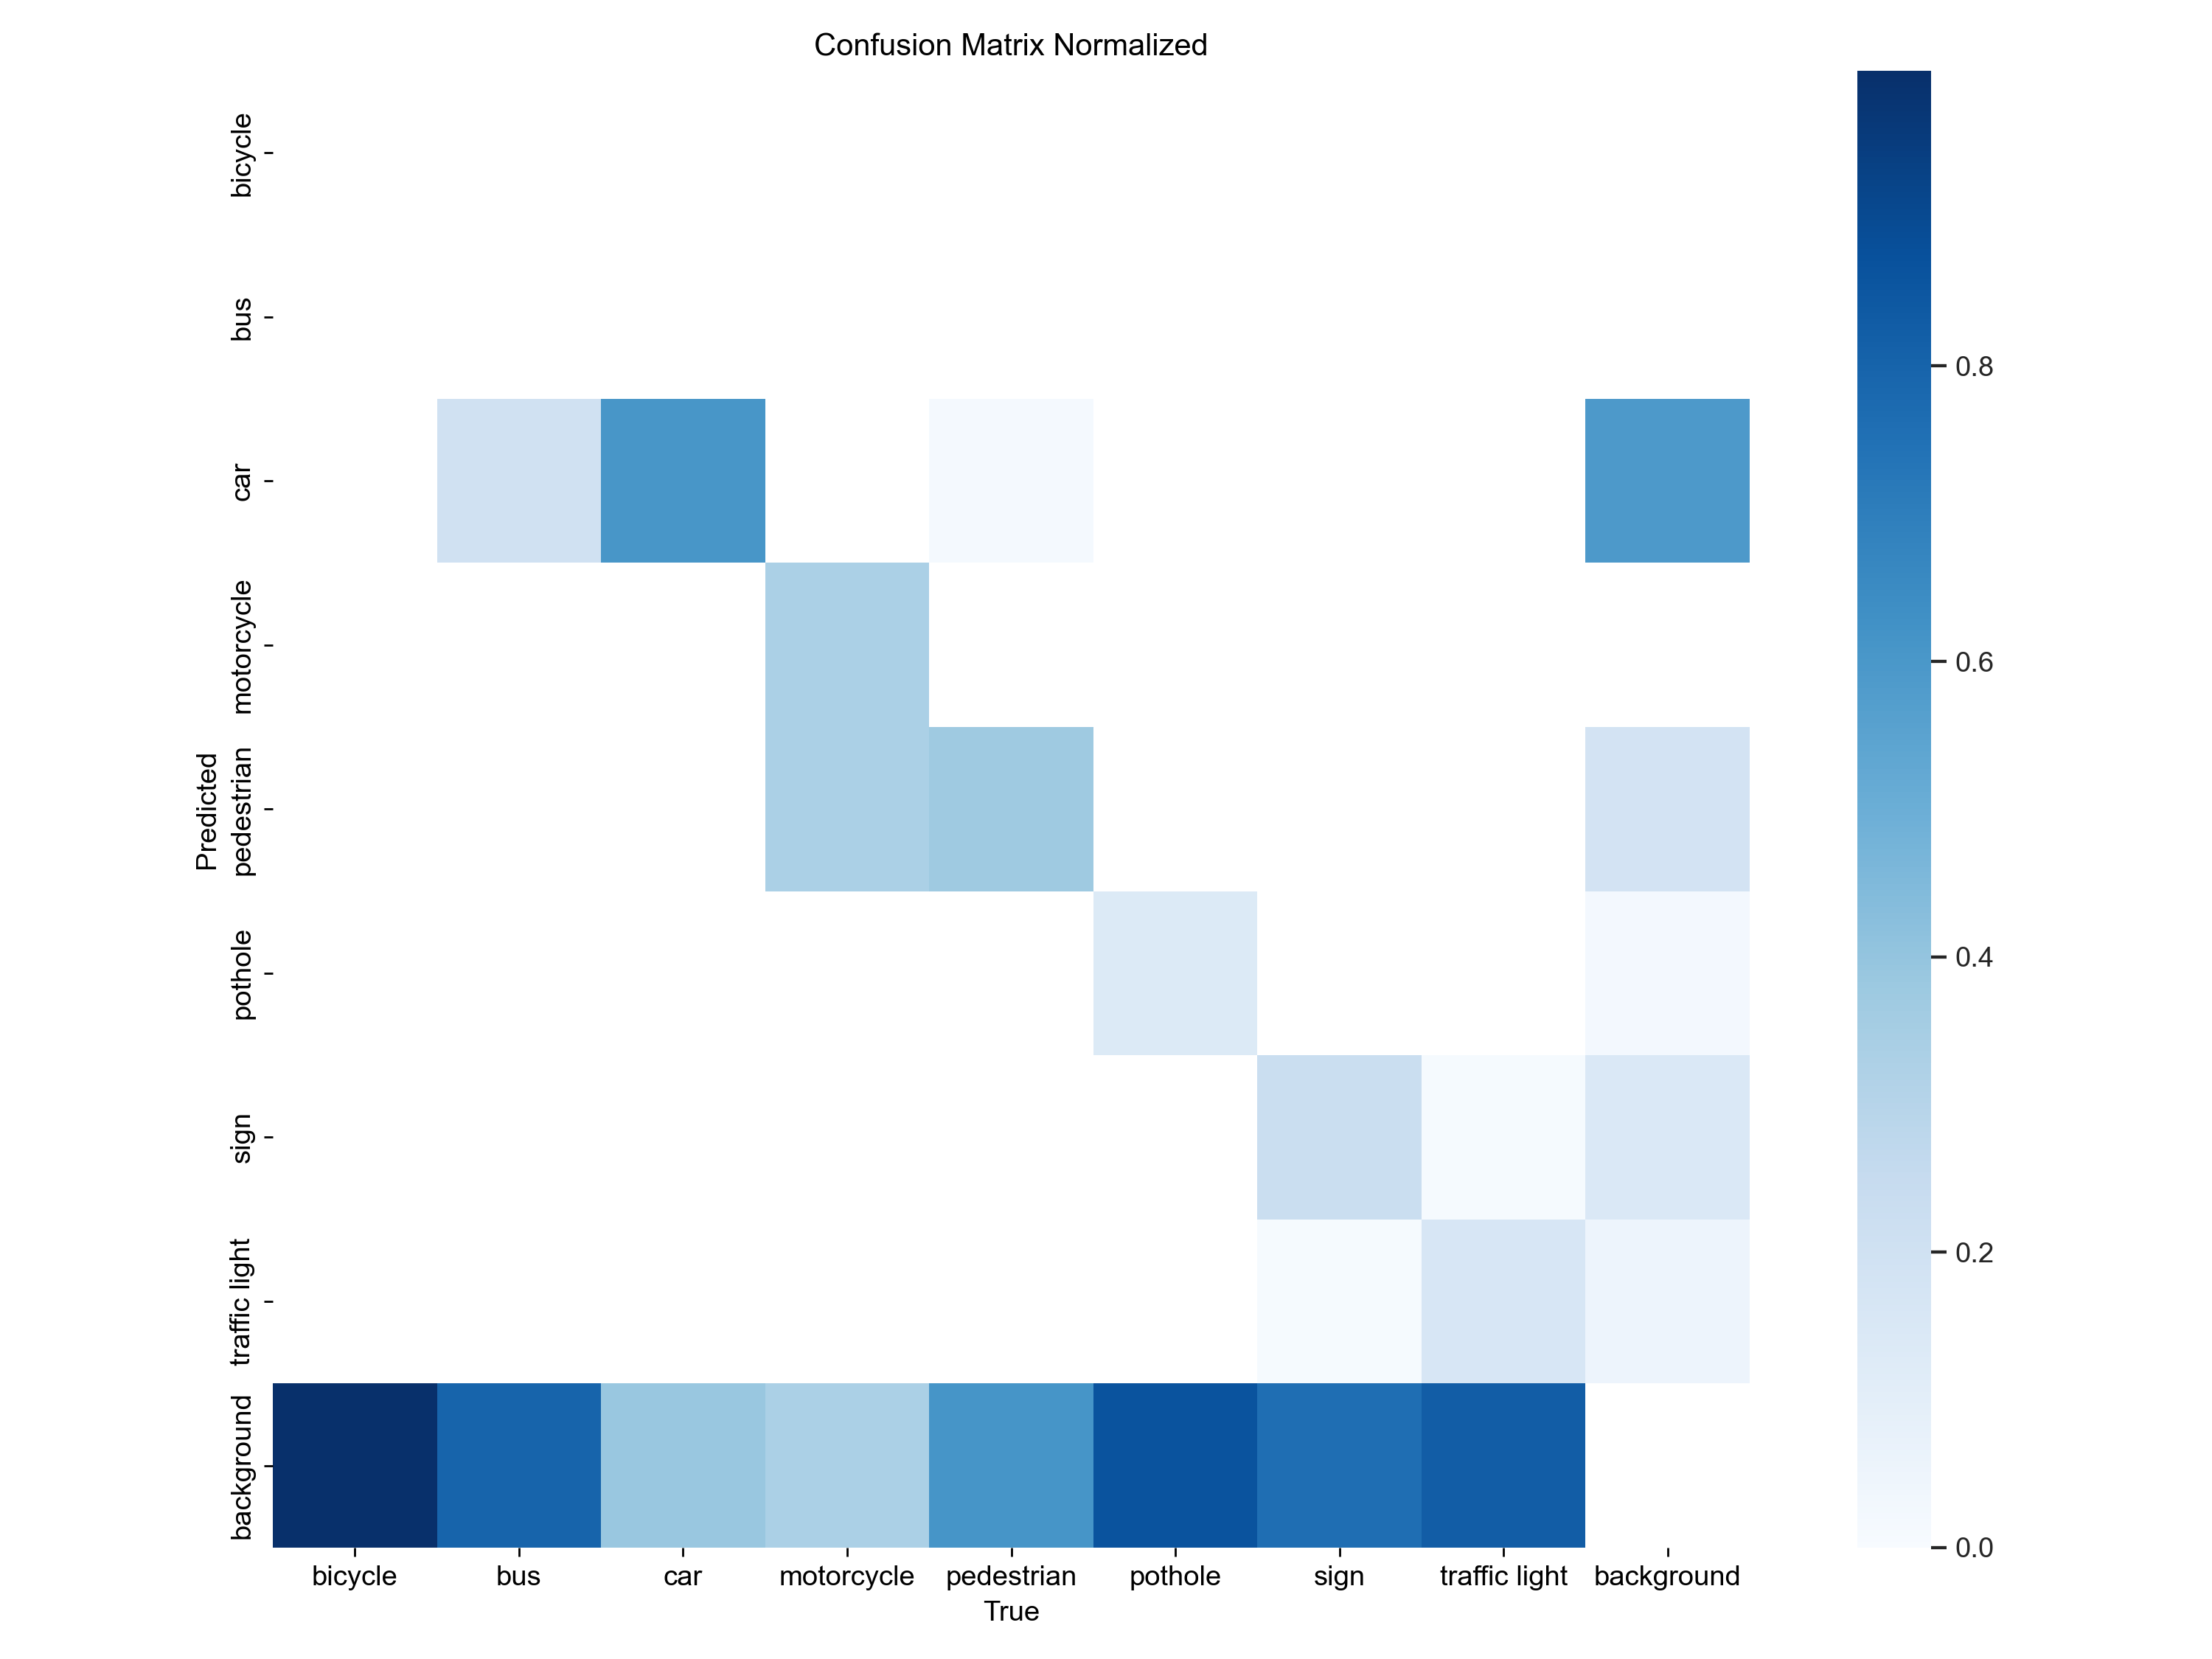 Confusion Matrix Normalized
Predicted
bicycle
bus
car
motorcycle
pedestrian
pothole
sign
traffic light
background
bicycle
bus
car
motorcycle
pedestrian
pothole
sign
traffic light
background
True
0.8
0.6
0.4
0.2
0.0